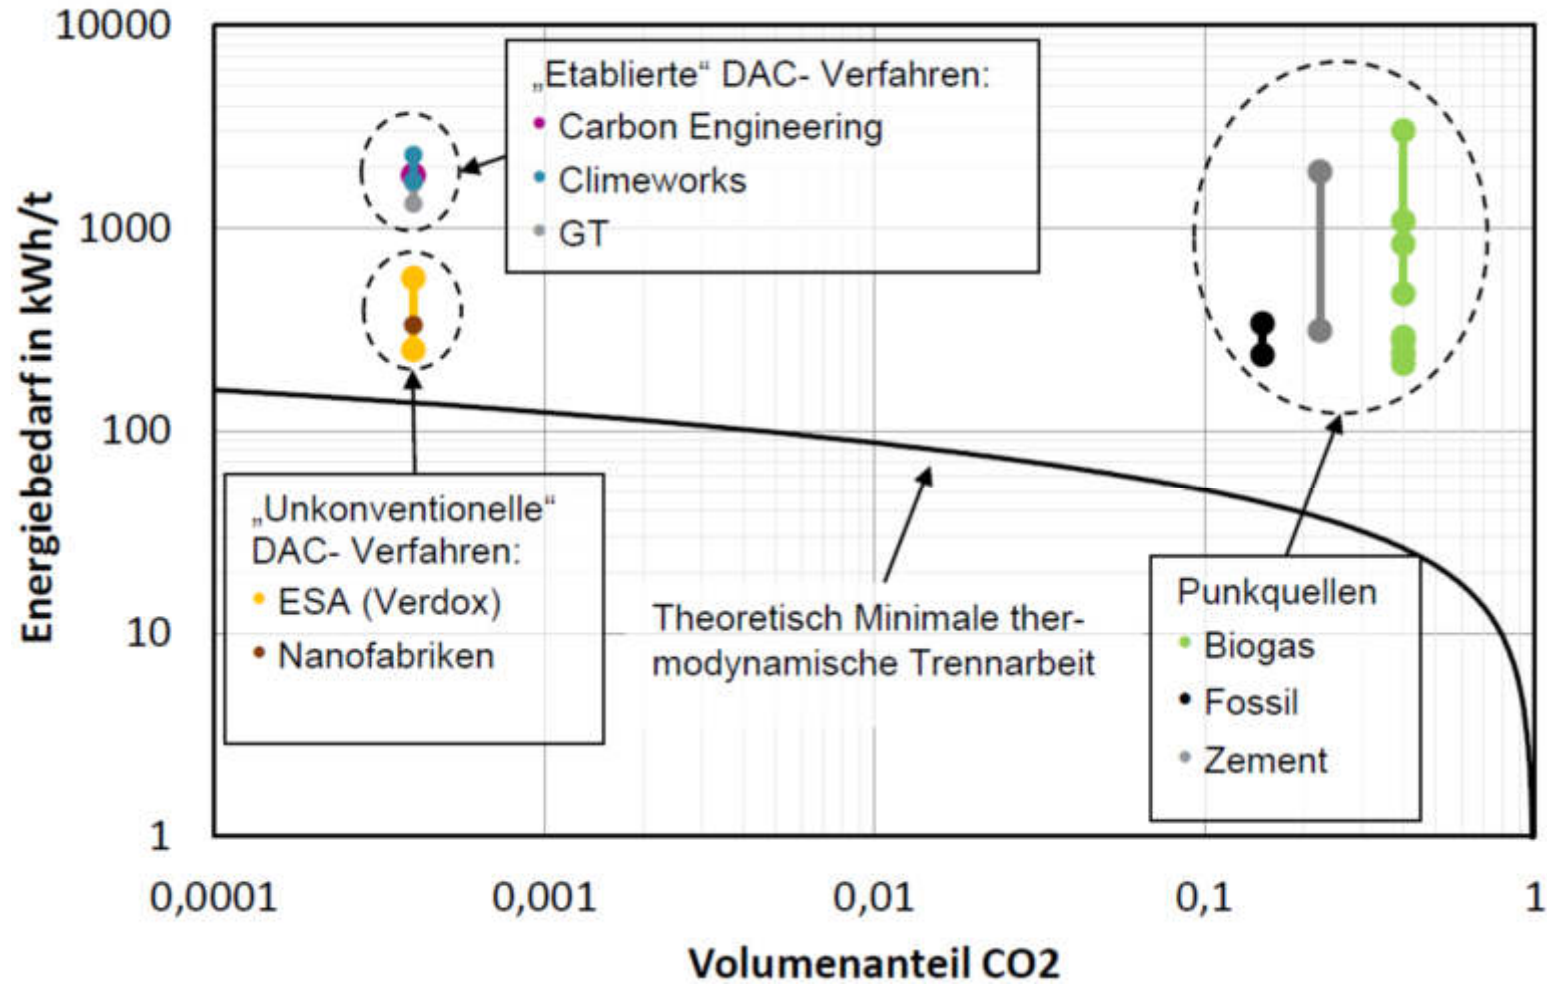 10000
1000
100
10
1
Energiebedarf in kWh/t
„Etablierte“ DAC- Verfahren:
Carbon Engineering
Climeworks
GT
„Unkonventionelle“
DAC- Verfahren:
ESA (Verdox)
Nanofabriken
Theoretisch Minimale ther-
modynamische Trennarbeit
Punkquellen
Biogas
Fossil
Zement
0,0001
0,001
0,01
0,1
1
Volumenanteil CO2